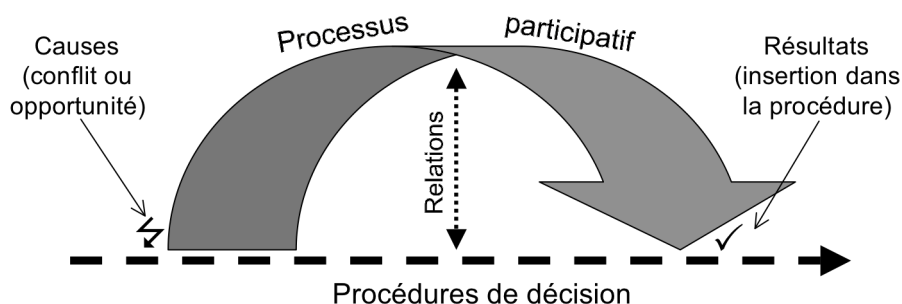 Causes
(conflit ou
opportunité)
Processus participatif
Résultats
(insertion dans
la procédure)
Relations
Procédures de décision